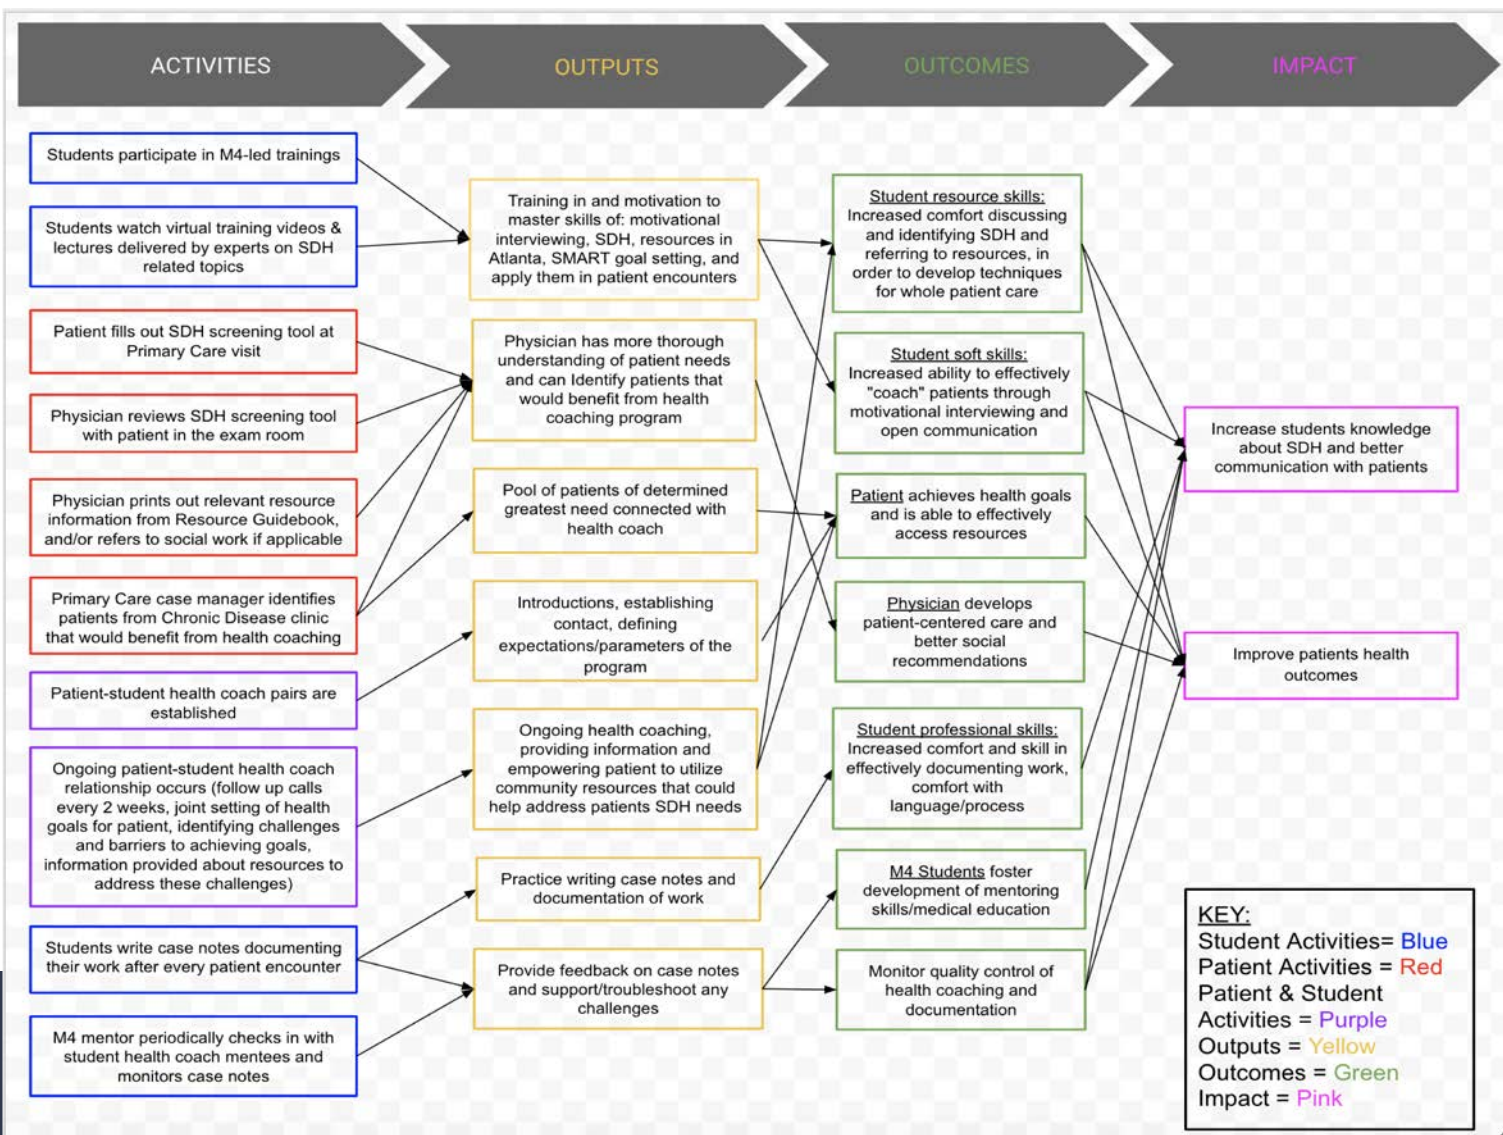 ACTIVITIES
OUTPUTS
OUTCOMES
IMPACT
Students participate in M4-led trainings
Students watch virtual training videos &
lectures delivered by experts on SDH
related topics
Patient fills out SDH screening tool at
Primary Care visit
Physician reviews SDH screening tool
with patient in the exam room
Physician prints out relevant resource
information from Resource Guidebook,
and/or refers to social work if applicable
Primary Care case manager identifies
patients from Chronic Disease clinic
that would benefit from health coaching
Patient-student health coach pairs are
established
Ongoing patient-student health coach
relationship occurs (follow up calls
every 2 weeks, joint setting of health
goals for patient, identifying challenges
and barriers to achieving goals,
information provided about resources to
address these challenges)
Students write case notes documenting
their work after every patient encounter
M4 mentor periodically checks in with
student health coach mentees and
monitors case notes
Training in and motivation to
master skills of: motivational
interviewing, SDH, resources in
Atlanta, SMART goal setting, and
apply them in patient encounters
Physician has more thorough
understanding of patient needs
and can Identify patients that
would benefit from health
coaching program
Pool of patients of determined
greatest need connected with
health coach
Introductions, establishing
contact, defining
expectations/parameters of the
program
Ongoing health coaching,
providing information and
empowering patient to utilize
community resources that could
help address patients SDH needs
Practice writing case notes and
documentation of work
Provide feedback on case notes
and support/troubleshoot any
challenges
Student resource skills:
Increased comfort discussing
and identifying SDH and
referring to resources, in
order to develop techniques
for whole patient care
Student soft skills:
Increased ability to effectively
"coach" patients through
motivational interviewing and
open communication
Patient achieves health goals
and is able to effectively
access resources
Physician develops
patient-centered care and
better social
recommendations
Student professional skills:
Increased comfort and skill in
effectively documenting work,
comfort with
language/process
M4 Students foster
development of mentoring
skills/medical education
Monitor quality control of
health coaching and
documentation
Increase students knowledge
about SDH and better
communication with patients
Improve patients health
outcomes
KEY:
Student Activities= Blue
Patient Activities = Red
Patient & Student
Activities = Purple
Outputs = Yellow
Outcomes = Green
Impact = Pink